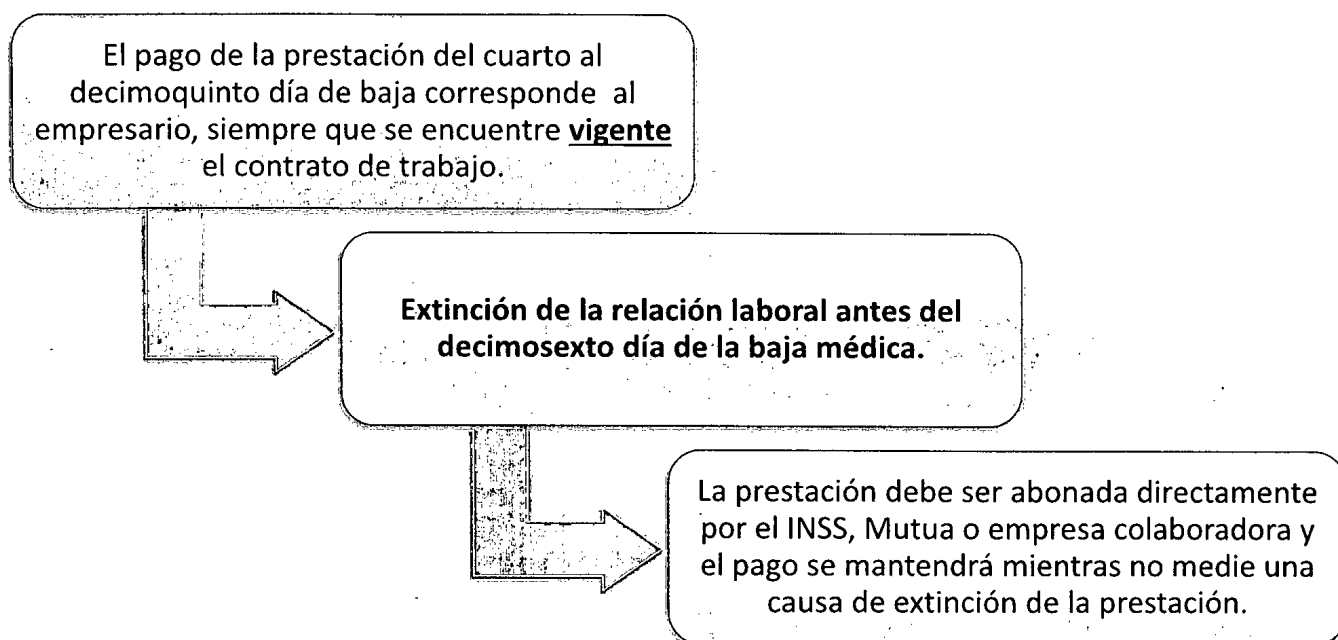 El pago de la prestación del cuarto al
decimoquinto día de baja corresponde al
empresario, siempre que se encuentre vigente
el contrato de trabajo.
Extinción de la relación laboral antes del
decimosexto día de la baja médica.
La prestación debe ser abonada directamente
por el INSS, Mutua o empresa colaboradora y
el pago se mantendrá mientras no medie una
causa de extinción de la prestación.